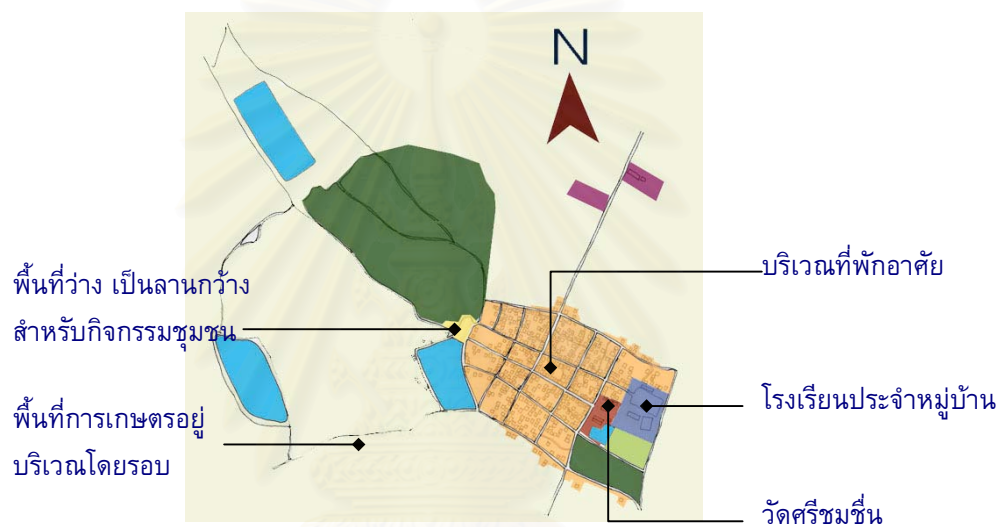 N
พื้นที่ว่าง เป็นลานกว้าง
สำหรับกิจกรรมชุมชน
พื้นที่การเกษตรอยู่
บริเวณโดยรอบ
บริเวณที่พักอาศัย
โรงเรียนประจำหมู่บ้าน
วัดศรีชมชื่น